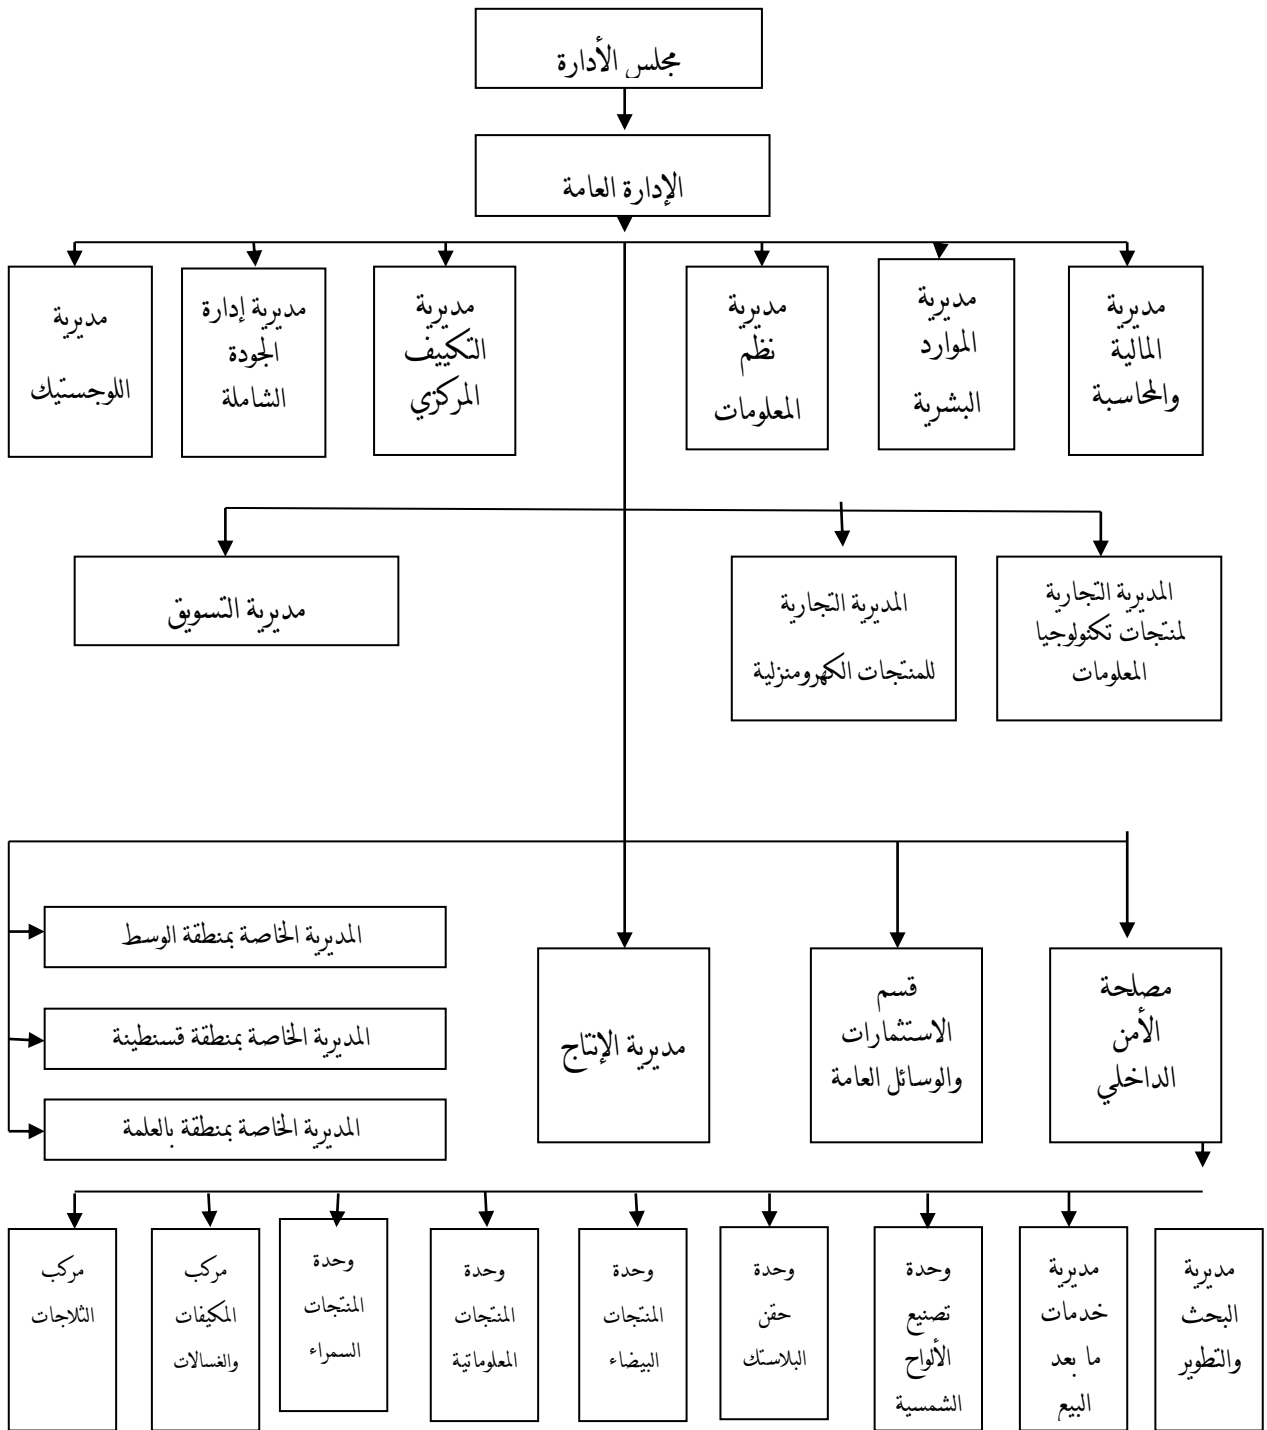 مجلس الأدارة
الإدارة العامة
مديرية
المالية
والمحاسبة
مديرية
الموارد
البشرية
مديرية
نظم
المعلومات
مديرية
التكييف
المركزي
مديرية إدارة
الجودة
الشاملة
مديرية
اللوجستيك
المديرية التجارية
لمنتجات تكنولوجيا
المعلومات
المديرية التجارية
للمنتجات الكهرومنزلية
مديرية التسويق
مصلحة
الأمن
الداخلي
قسم
الاستثمارات
والوسائل العامة
مديرية الإنتاج
المديرية الخاصة بمنطقة الوسط
المديرية الخاصة بمنطقة قسنطينة
المديرية الخاصة بمنطقة بالعلمة
مديرية
البحث
والتطوير
مديرية
خدمات
ما بعد
البيع
وحدة
تصنيع
الألواح
الشمسية
وحدة
حقن
البلاستك
وحدة
المنتجات
البيضاء
وحدة
المنتجات
المعلوماتية
وحدة
المنتجات
السمراء
مركب
المكيفات
والغسالات
مركب
الثلاجات